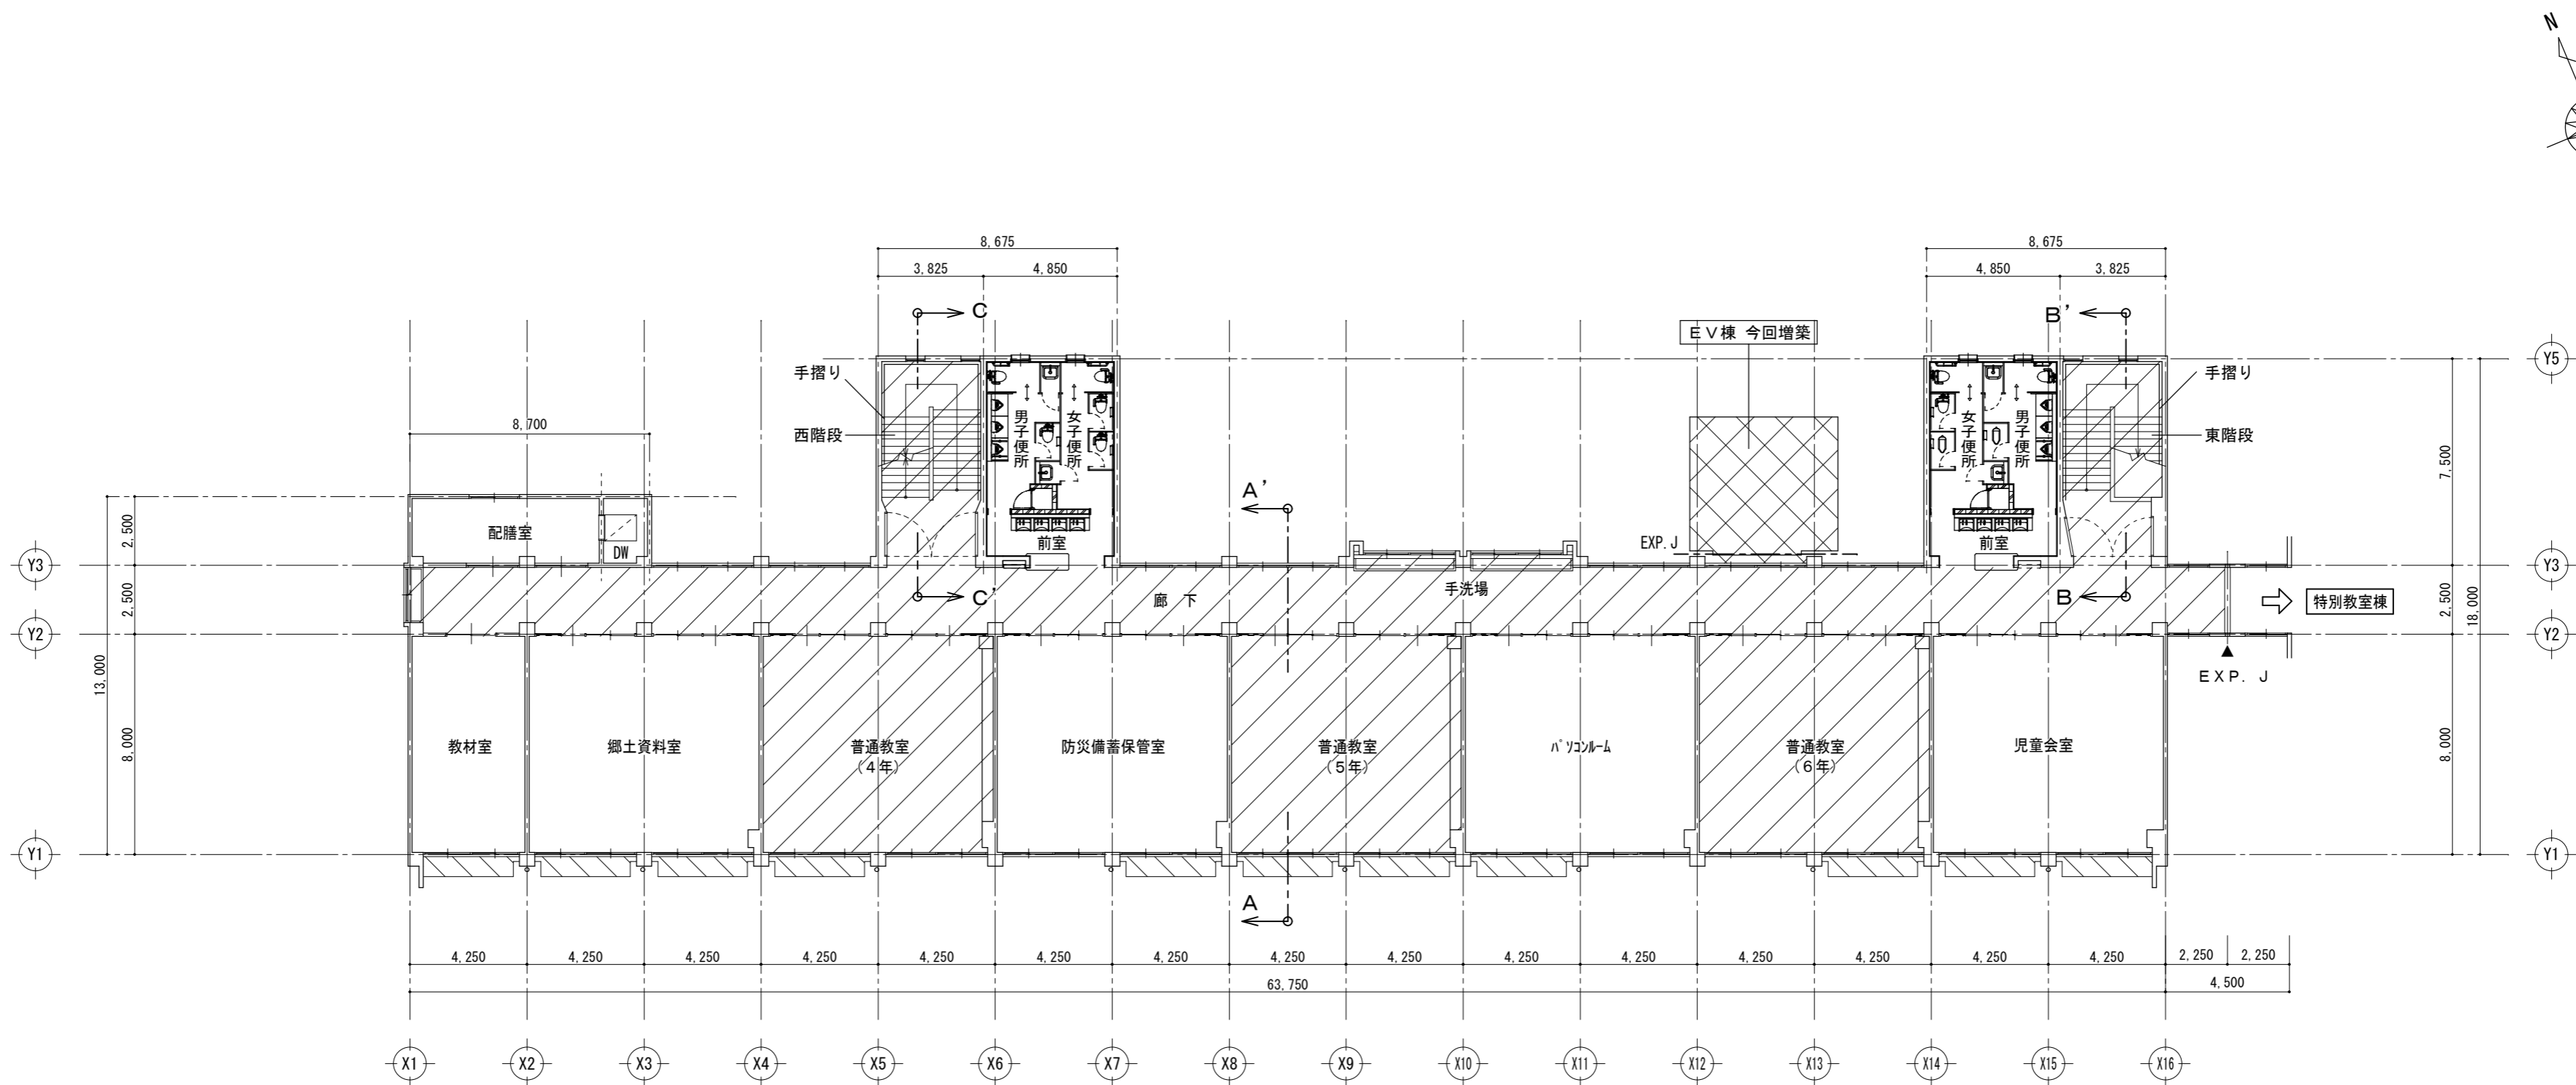 N
8,675
3,825 4,850
8,675
4,850 3,825
C
B'
EV棟 今回増築
Y5
Y5
手摺り
手摺り
西階段
東階段
男子便所
女子便所
女子便所
男子便所
8,700
7,500
A'
配膳室
DW
2,500
前室
EXP.J
前室
Y3
Y3
手洗場
廊 下
C'
B
特別教室棟
2,500
2,500
18,000
Y2
Y2
EXP. J
13,000
8,000
8,000
教材室
郷土資料室
普通教室
(4年)
防災備蓄保管室
普通教室
(5年)
パソコンルーム
普通教室
(6年)
児童会室
Y1
Y1
A
4,250 4,250 4,250 4,250 4,250 4,250 4,250 4,250 4,250 4,250 4,250 4,250 4,250 4,250 4,250 2,250 2,250
63,750 4,500
X1 X2 X3 X4 X5 X6 X7 X8 X9 X10 X11 X12 X13 X14 X15 X16